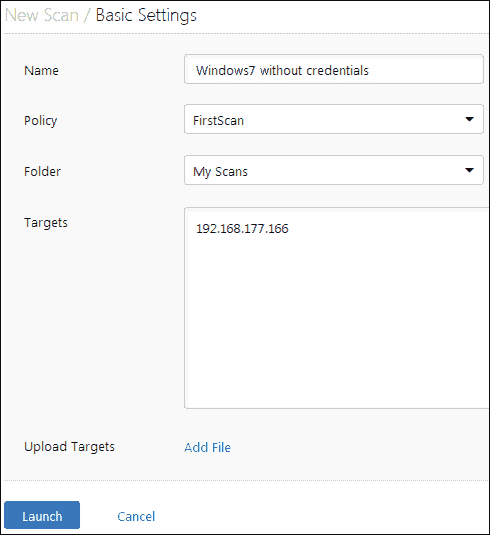 New Scan / Basic Settings
Name
Windows7 without credentials
Policy
FirstScan
Folder
My Scans
Targets
192.168.177.166
Upload Targets
Add File
Launch
Cancel